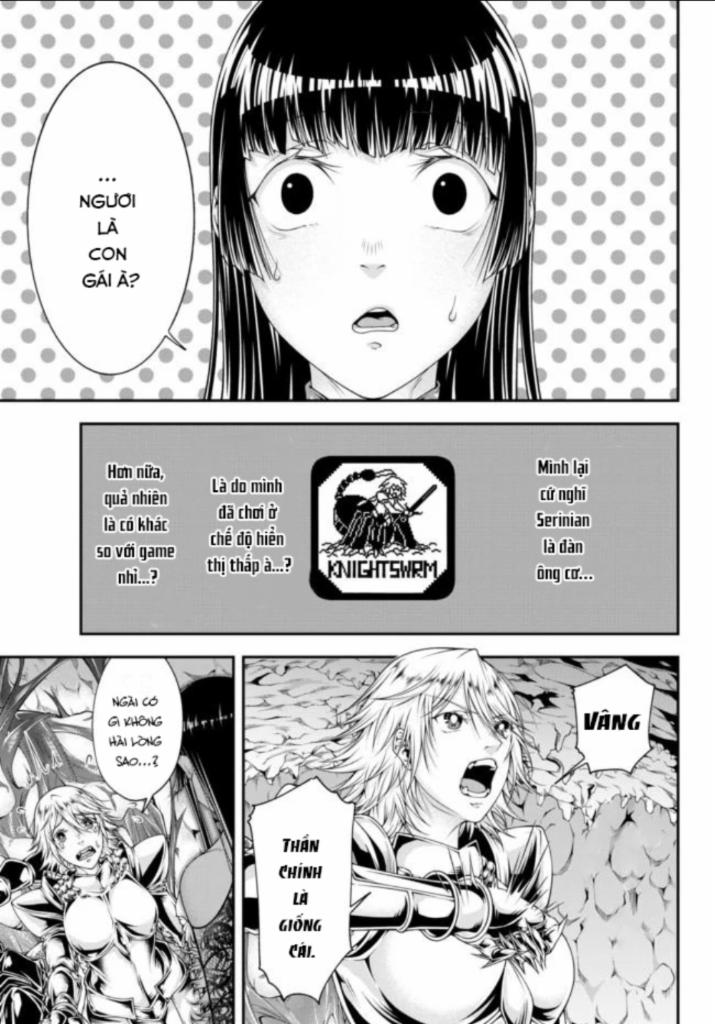 ...
NGƯƠI
LÀ
CON
GÁI À?
Mình lại
cứ nghĩ
Serinian
là đàn
ông cơ...
KNIGHTSWRM
Là do mình
đã chơi ở
chế độ hiển
thị thấp à...?
Hơn nữa,
quả nhiên
là có khác
so với game
nhỉ...?
VÂNG
THẦN
CHÍNH
LÀ
GIỐNG
CÁI.
NGÀI CÓ
GÌ KHÔNG
HÀI LÒNG
SAO...?